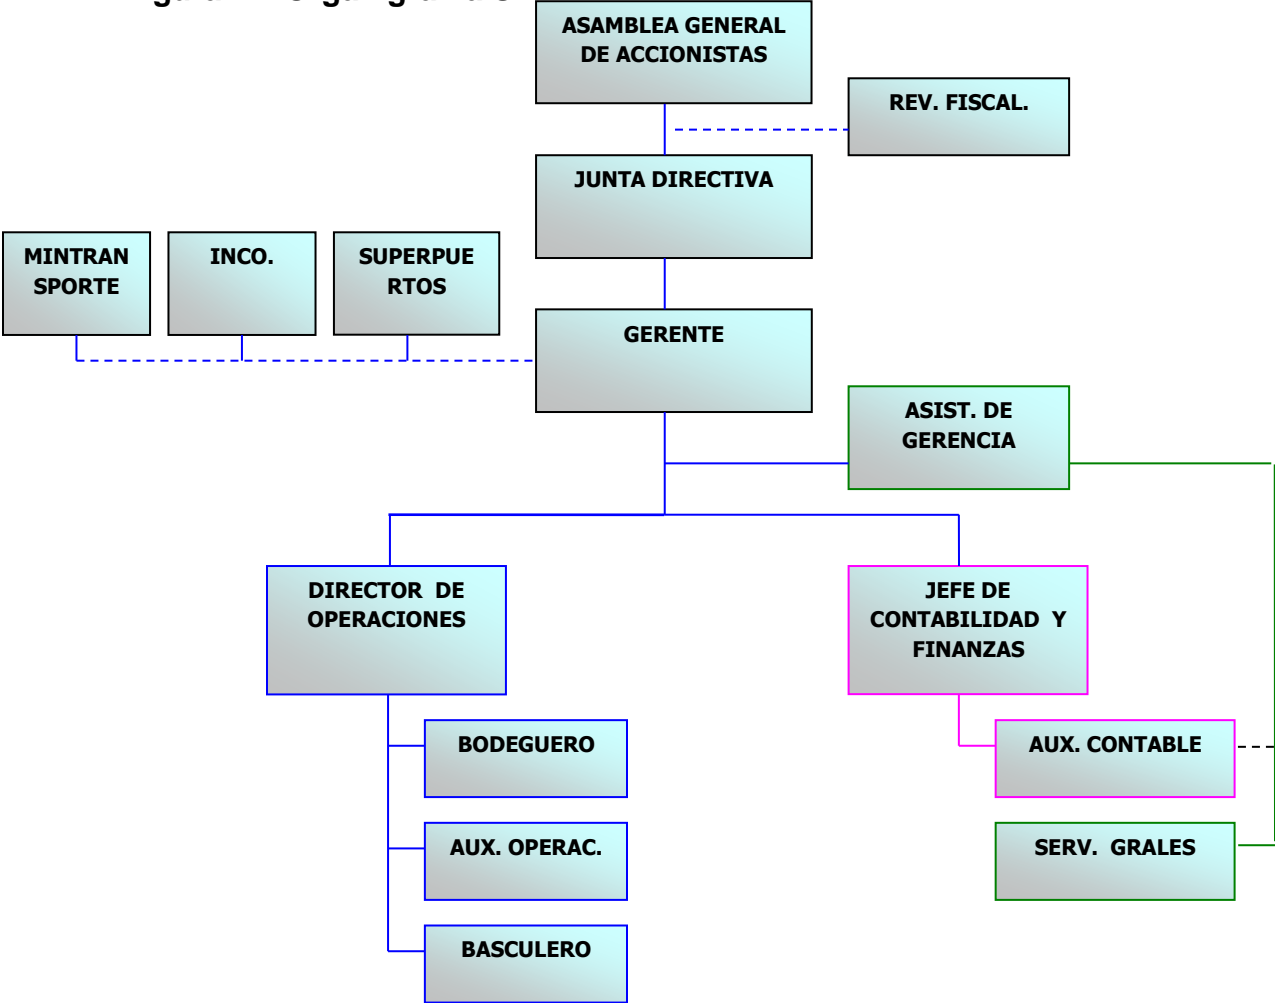 ASAMBLEA GENERAL
DE ACCIONISTAS
REV. FISCAL.
JUNTA DIRECTIVA
MINTRAN
SPORTE
INCO.
SUPERPUE
RTOS
GERENTE
ASIST. DE
GERENCIA
DIRECTOR DE
OPERACIONES
JEFE DE
CONTABILIDAD Y
FINANZAS
BODEGUERO
AUX. CONTABLE
AUX. OPERAC.
SERV. GRALES
BASCULERO